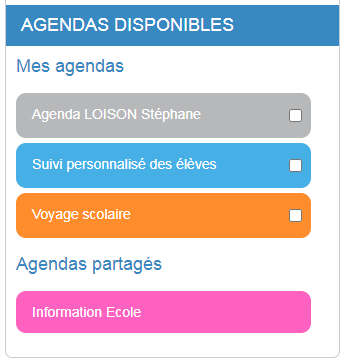 AGENDAS DISPONIBLES
Mes agendas
Agenda LOISON Stéphane
Suivi personnalisé des élèves
Voyage scolaire
Agendas partagés
Information Ecole